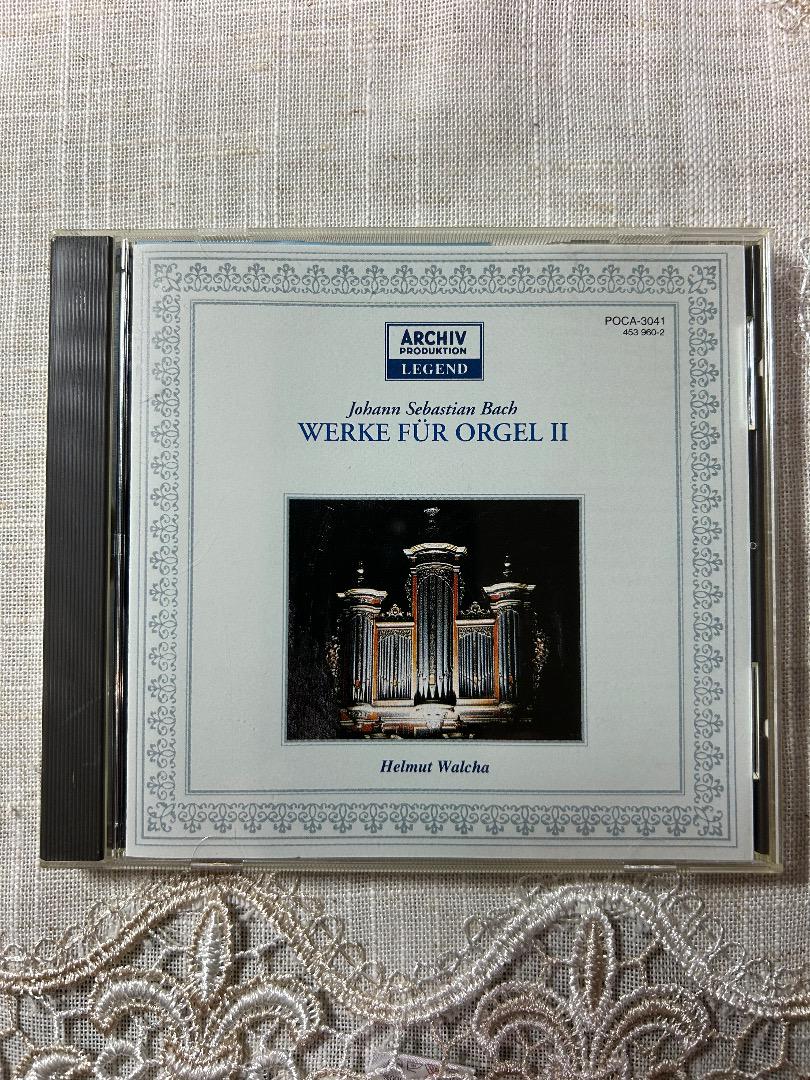 POCA-3041
453 960-2
ARCHIV
PRODUKTION
LEGEND
Johann Sebastian Bach
WERKE FÜR ORGEL II
Helmut Walcha